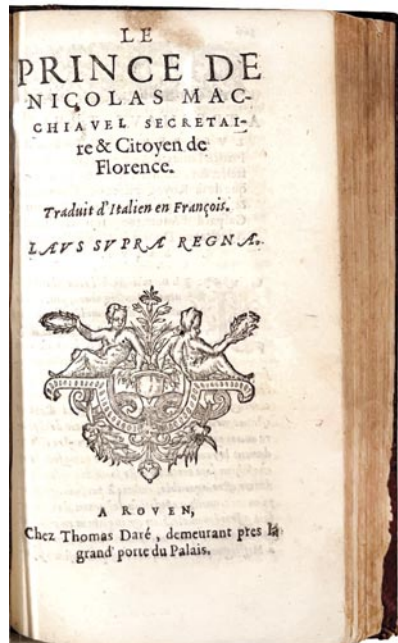 LE
PRINCE DE
NICOLAS MAC-
CHIAVEL SECRETAI-
re & Citoyen de
Florence.
Traduit d'Italien en François.
LAVS SVPRA REGNA.
A ROVEN,
Chez Thomas Daré, demeurant pres la
grand' porte du Palais.